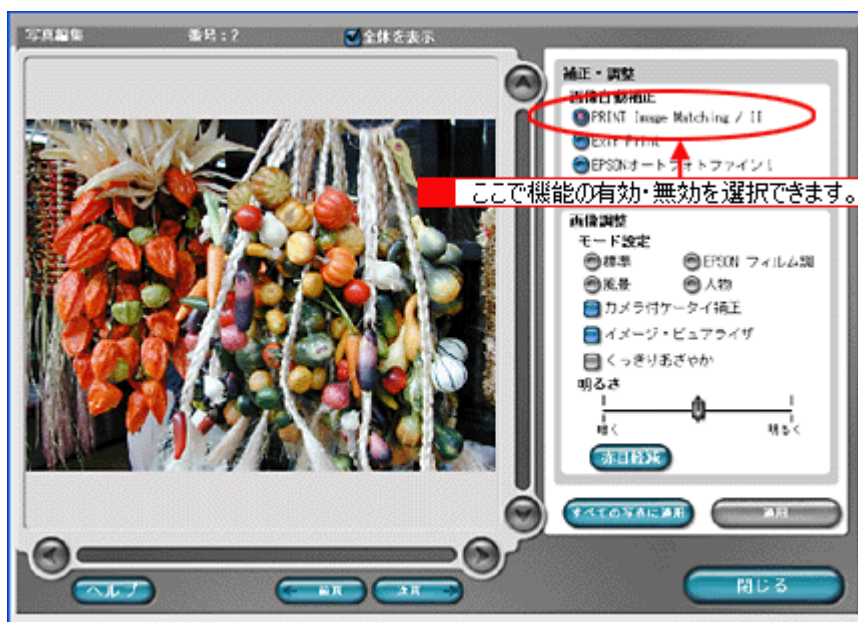 写真編集 番号:2 全体を表示
補正・調整
画像自動補正
PRINT Image Matching / II
Exif Print
EPSONオートフォトファイン!
ここで機能の有効・無効を選択できます。
画像調整
モード設定
標準 EPSON フィルム調
風景 人物
カメラ付ケータイ補正
イメージ・ピュアライザ
くっきりあざやか
明るさ
暗く 明るく
赤目軽減
すべての写真に適用 適用
ヘルプ 前頁 次頁 閉じる